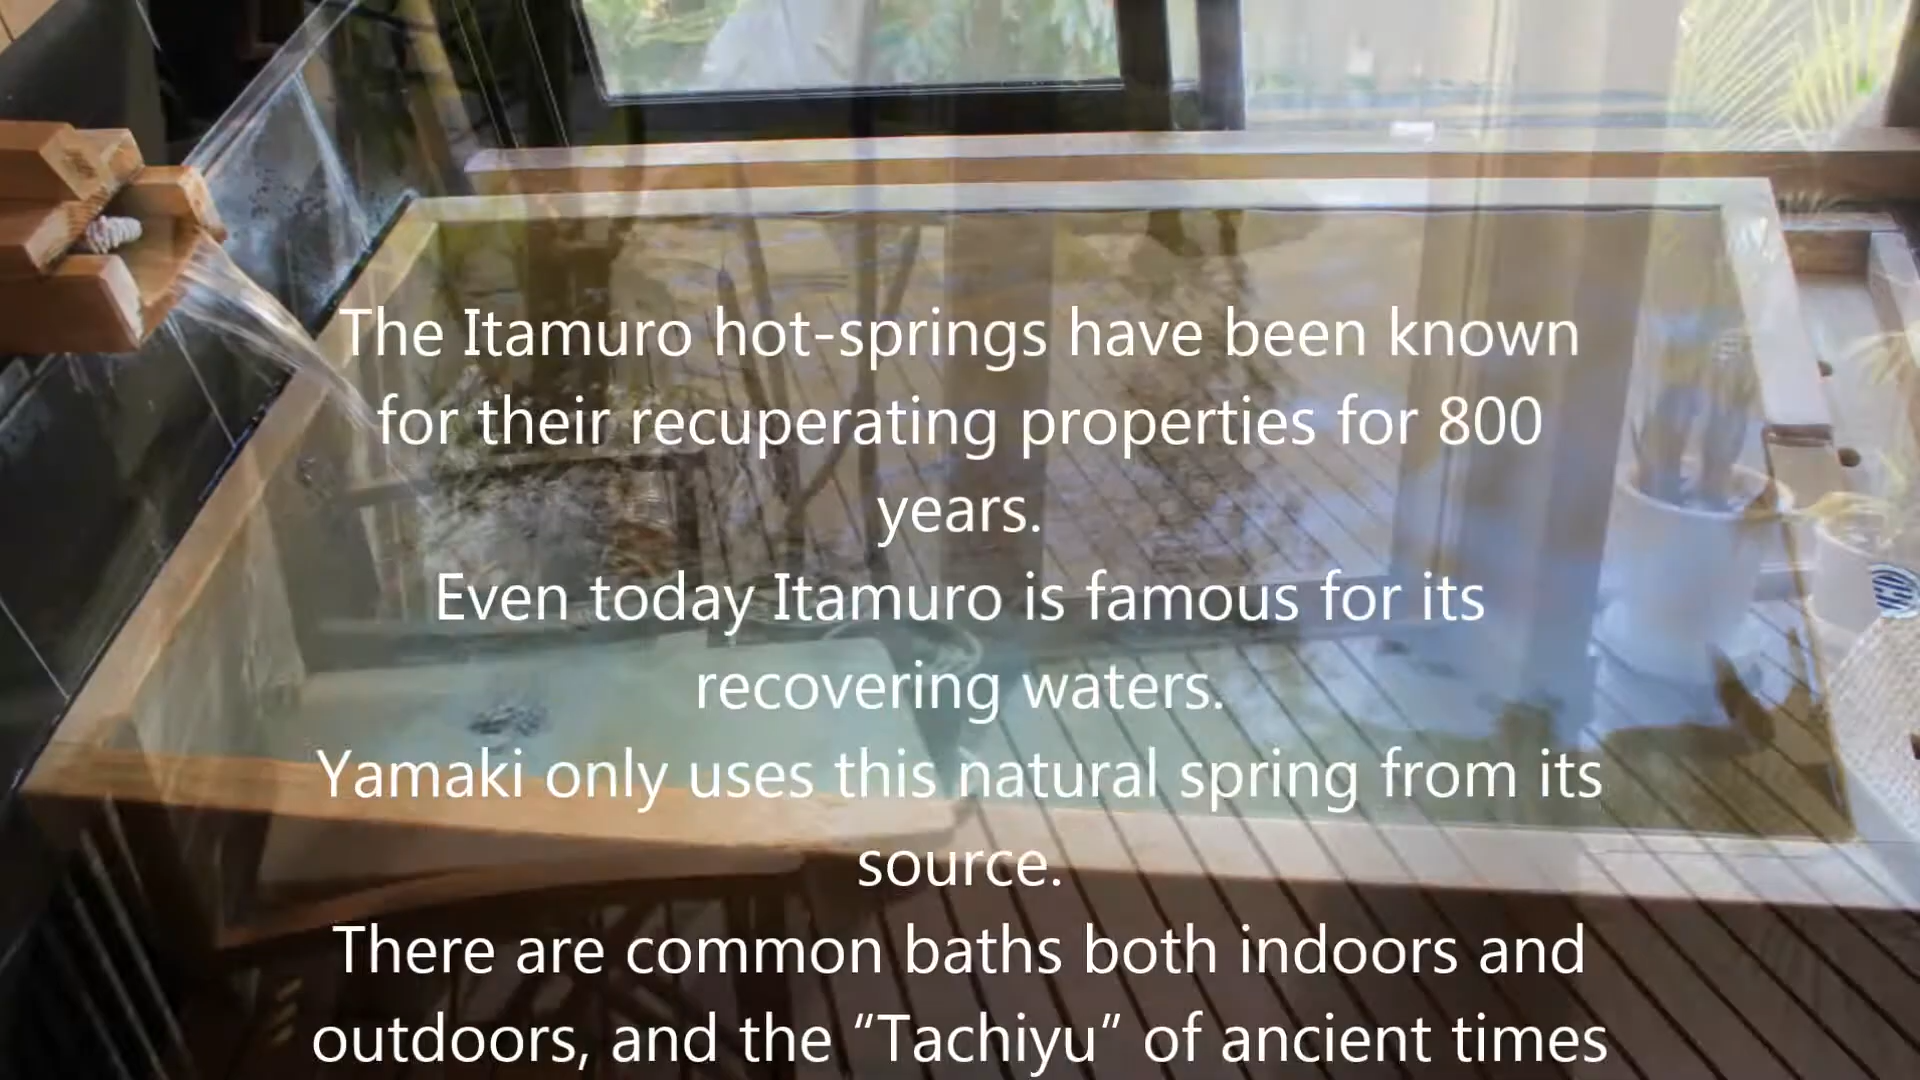 The Itamuro hot-springs have been known
for their recuperating properties for 800
years.
Even today Itamuro is famous for its
recovering waters.
Yamaki only uses this natural spring from its
source.
There are common baths both indoors and
outdoors, and the “Tachiyu” of ancient times